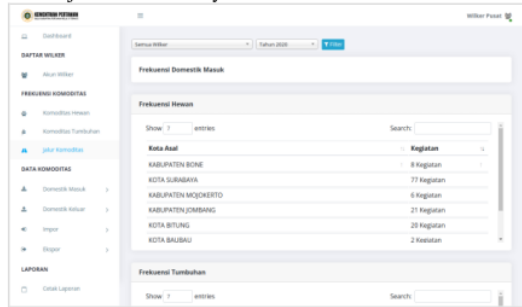 KEMENTRIAN PERTANIAN
Wilker Pusat
Dashboard
DAFTAR WILKER
Akun Wilker
FREKUENSI KOMODITAS
Komoditas Hewan
Komoditas Tumbuhan
Jalur Komoditas
DATA KOMODITAS
Domestik Masuk
Domestik Keluar
Impor
Ekspor
LAPORAN
Cetak Laporan
Semua Wilker
Tahun 2020
Filter
Frekuensi Domestik Masuk
Frekuensi Hewan
Show 7 entries Search:
Kota Asal Kegiatan
KABUPATEN BONE 8 Kegiatan
KOTA SURABAYA 77 Kegiatan
KABUPATEN MOJOKERTO 6 Kegiatan
KABUPATEN JOMBANG 21 Kegiatan
KOTA BITUNG 20 Kegiatan
KOTA BAUBAU 2 Kegiatan
Frekuensi Tumbuhan
Show 7 entries Search: